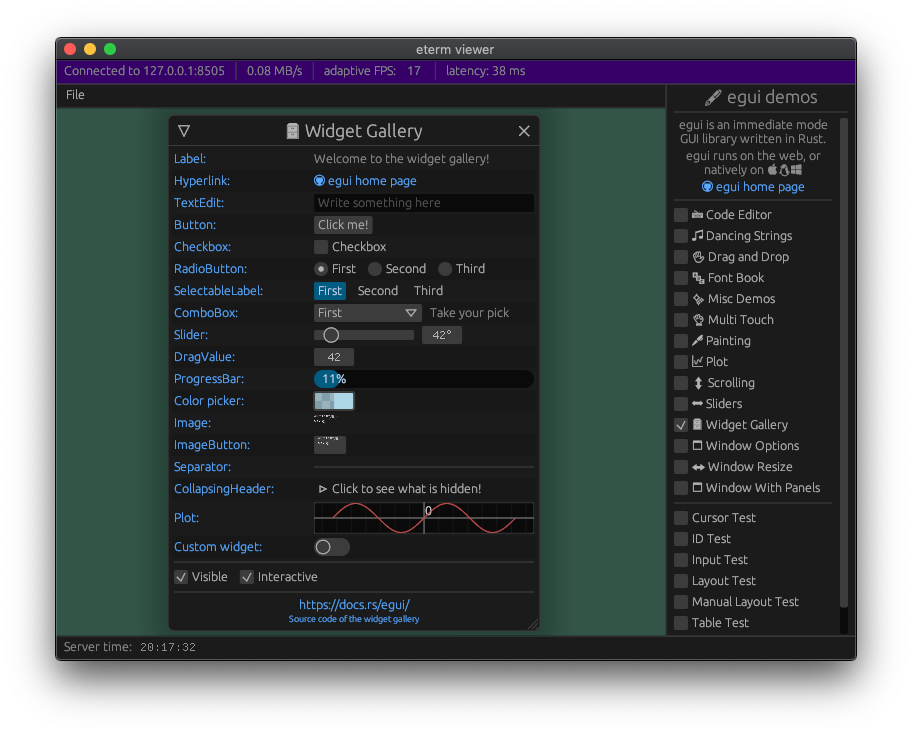 eterm viewer
Connected to 127.0.0.1:8505 0.08 MB/s adaptive FPS: 17 latency: 38 ms
File
Widget Gallery
Label: Welcome to the widget gallery!
Hyperlink: egui home page
TextEdit: Write something here
Button: Click me!
Checkbox: Checkbox
RadioButton: First Second Third
SelectableLabel: First Second Third
ComboBox: First Take your pick
Slider: 42°
DragValue: 42
ProgressBar: 11%
Color picker:
Image:
ImageButton:
Separator:
CollapsingHeader: Click to see what is hidden!
Plot: 0
Custom widget:
Visible Interactive
https://docs.rs/egui/
Source code of the widget gallery
egui demos
egui is an immediate mode
GUI library written in Rust.
egui runs on the web, or
natively on
egui home page
Code Editor
Dancing Strings
Drag and Drop
Font Book
Misc Demos
Multi Touch
Painting
Plot
Scrolling
Sliders
Widget Gallery
Window Options
Window Resize
Window With Panels
Cursor Test
ID Test
Input Test
Layout Test
Manual Layout Test
Table Test
Server time: 20:17:32